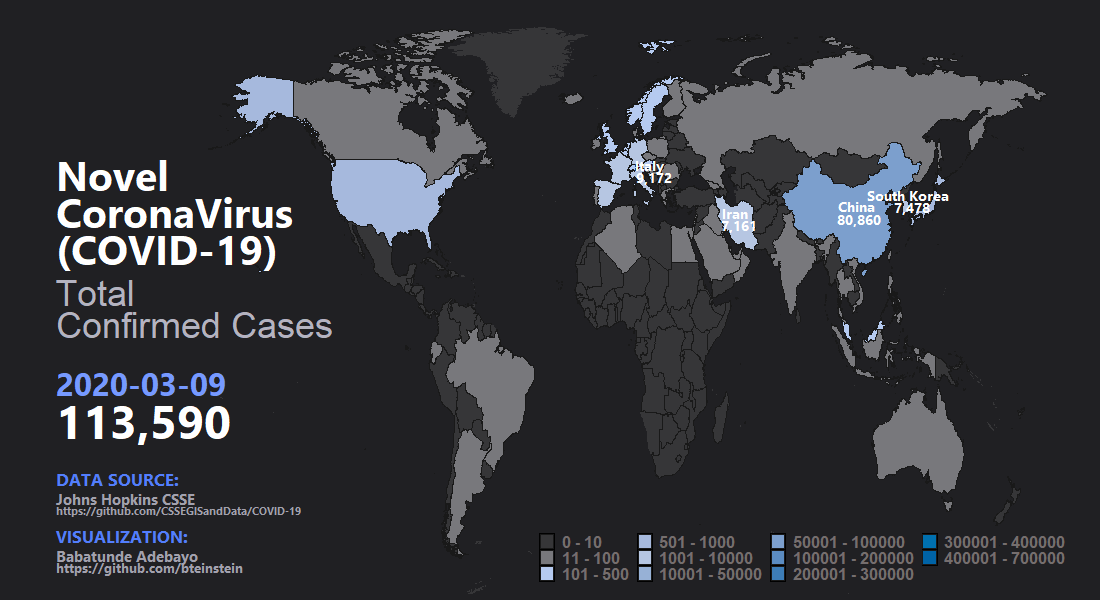 Novel
CoronaVirus
(COVID-19)
Total
Confirmed Cases
2020-03-09
113,590
DATA SOURCE:
Johns Hopkins CSSE
https://github.com/CSSEGISandData/COVID-19
VISUALIZATION:
Babatunde Adebayo
https://github.com/bteinstein
Italy
9,172
Iran
7,161
China
80,860
South Korea
7,478
0 - 10
11 - 100
101 - 500
501 - 1000
1001 - 10000
10001 - 50000
50001 - 100000
100001 - 200000
200001 - 300000
300001 - 400000
400001 - 700000